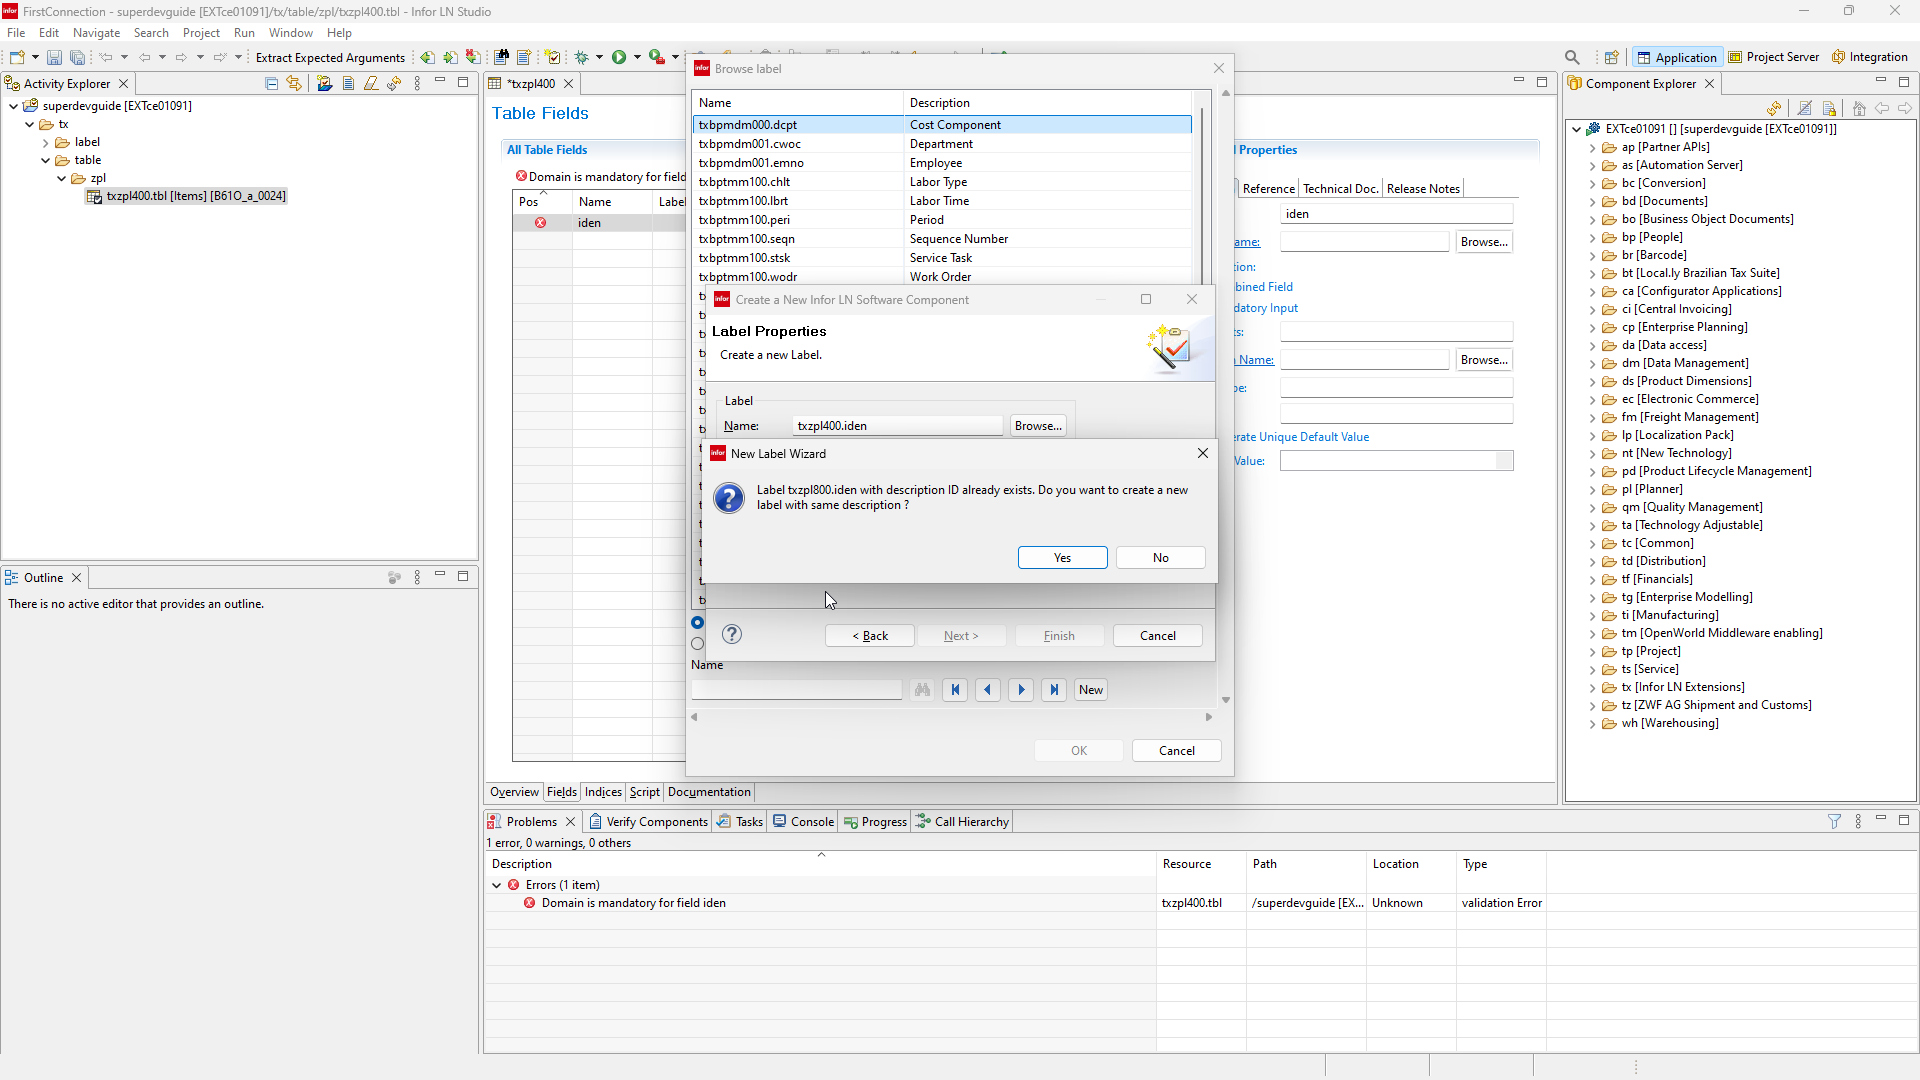 FirstConnection - superdevguide [EXTce01091]/tx/table/zpl/txzpl400.tbl - Infor LN Studio
File Edit Navigate Search Project Run Window Help
Extract Expected Arguments
Application Project Server Integration
Activity Explorer
superdevguide [EXTce01091]
tx
label
table
zpl
txzpl400.tbl [Items] [B61O_a_0024]
Outline
There is no active editor that provides an outline.
*txzpl400
Table Fields
All Table Fields
Domain is mandatory for field
Pos Name Label
iden
Overview Fields Indices Script Documentation
Browse label
Name Description
txbpmdm000.dcpt Cost Component
txbpmdm001.cwoc Department
txbpmdm001.emno Employee
txbptmm100.chlt Labor Type
txbptmm100.lbrt Labor Time
txbptmm100.peri Period
txbptmm100.seqn Sequence Number
txbptmm100.stsk Service Task
txbptmm100.wodr Work Order
Create a New Infor LN Software Component
Label Properties
Create a new Label.
Label
Name: txzpl400.iden Browse...
New Label Wizard
Label txzpl800.iden with description ID already exists. Do you want to create a new
label with same description ?
Yes No
< Back Next > Finish Cancel
Name
New
OK Cancel
Properties
Reference Technical Doc. Release Notes
iden
ame: Browse...
ion:
bined Field
datory Input
s:
Name: Browse...
pe:
erate Unique Default Value
Value:
Component Explorer
EXTce01091 [] [superdevguide [EXTce01091]]
ap [Partner APIs]
as [Automation Server]
bc [Conversion]
bd [Documents]
bo [Business Object Documents]
bp [People]
br [Barcode]
bt [Local.ly Brazilian Tax Suite]
ca [Configurator Applications]
ci [Central Invoicing]
cp [Enterprise Planning]
da [Data access]
dm [Data Management]
ds [Product Dimensions]
ec [Electronic Commerce]
fm [Freight Management]
lp [Localization Pack]
nt [New Technology]
pd [Product Lifecycle Management]
pl [Planner]
qm [Quality Management]
ta [Technology Adjustable]
tc [Common]
td [Distribution]
tf [Financials]
tg [Enterprise Modelling]
ti [Manufacturing]
tm [OpenWorld Middleware enabling]
tp [Project]
ts [Service]
tx [Infor LN Extensions]
tz [ZWF AG Shipment and Customs]
wh [Warehousing]
Problems Verify Components Tasks Console Progress Call Hierarchy
1 error, 0 warnings, 0 others
Description Resource Path Location Type
Errors (1 item)
Domain is mandatory for field iden txzpl400.tbl /superdevguide [EX... Unknown validation Error